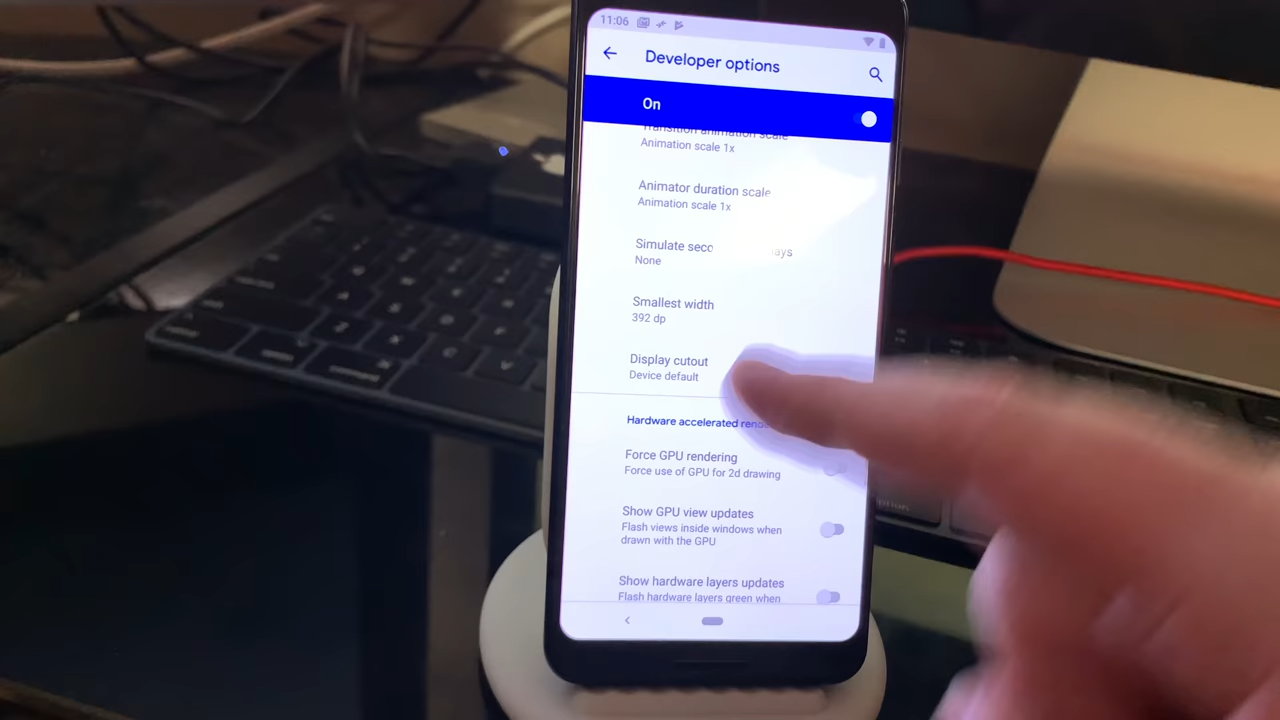 11:06
Developer options
On
Transition animation scale
Animation scale 1x
Animator duration scale
Animation scale 1x
Simulate seco ays
None
Smallest width
392 dp
Display cutout
Device default
Hardware accelerated ren
Force GPU rendering
Force use of GPU for 2d drawing
Show GPU view updates
Flash views inside windows when
drawn with the GPU
Show hardware layers updates
Flash hardware layers green when